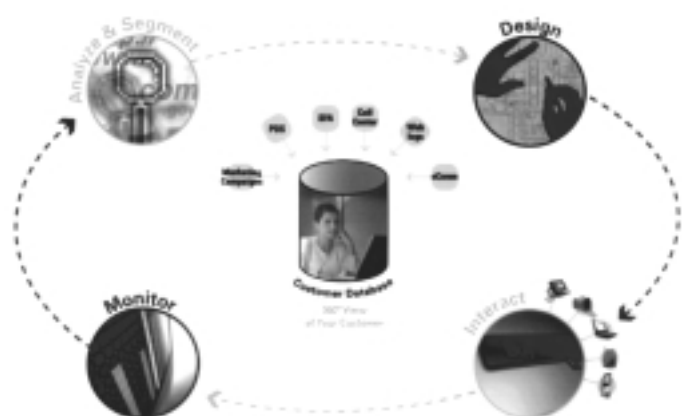 Analyze & Segment
Design
POS
SFA
Call
Center
Web
logs
Marketing
Campaigns
Customer Database
360° View
of Your Customer
Monitor
Interact